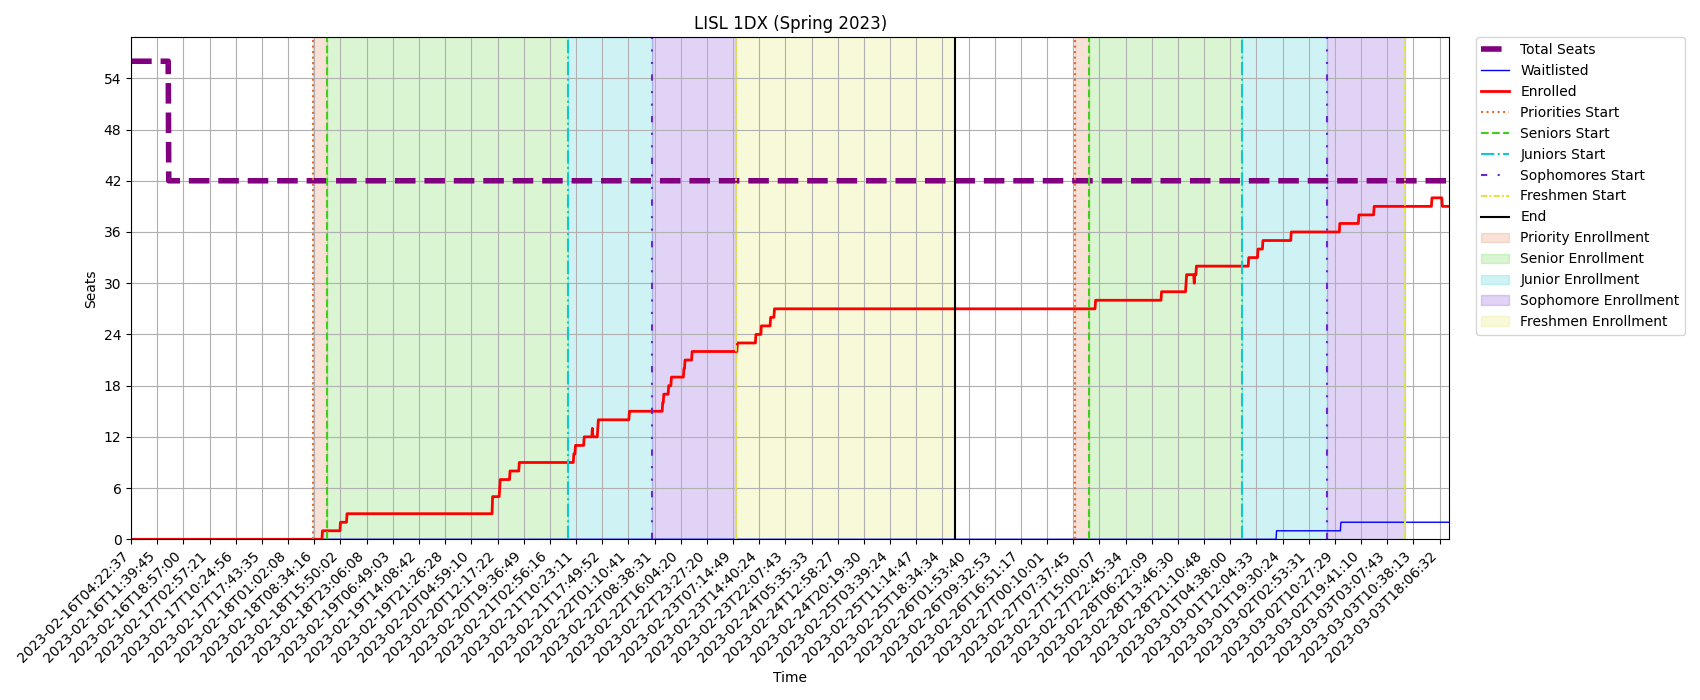 LISL 1DX (Spring 2023)
Total Seats
Waitlisted
Enrolled
Priorities Start
Seniors Start
Juniors Start
Sophomores Start
Freshmen Start
End
Priority Enrollment
Senior Enrollment
Junior Enrollment
Sophomore Enrollment
Freshmen Enrollment
Seats
54
48
42
36
30
24
18
12
6
0
2023-02-16T04:22:37
2023-02-16T11:39:45
2023-02-16T18:57:00
2023-02-17T02:57:21
2023-02-17T10:24:56
2023-02-17T17:43:35
2023-02-18T01:02:08
2023-02-18T08:34:16
2023-02-18T15:50:02
2023-02-18T23:06:08
2023-02-19T06:49:03
2023-02-19T14:08:42
2023-02-19T21:26:28
2023-02-20T04:59:10
2023-02-20T12:17:22
2023-02-20T19:36:49
2023-02-21T02:56:16
2023-02-21T10:23:11
2023-02-21T17:49:52
2023-02-22T01:10:41
2023-02-22T08:38:31
2023-02-22T16:04:20
2023-02-22T23:27:20
2023-02-23T07:14:49
2023-02-23T14:40:24
2023-02-23T22:07:43
2023-02-24T05:35:33
2023-02-24T12:58:27
2023-02-24T20:19:30
2023-02-25T03:39:24
2023-02-25T11:14:47
2023-02-25T18:34:34
2023-02-26T01:53:40
2023-02-26T09:32:53
2023-02-26T16:51:17
2023-02-27T00:10:01
2023-02-27T07:37:45
2023-02-27T15:00:07
2023-02-27T22:45:34
2023-02-28T06:22:09
2023-02-28T13:46:30
2023-02-28T21:10:48
2023-03-01T04:38:00
2023-03-01T12:04:33
2023-03-01T19:30:24
2023-03-02T02:53:31
2023-03-02T10:27:29
2023-03-02T19:41:10
2023-03-03T03:07:43
2023-03-03T10:38:13
2023-03-03T18:06:32
Time